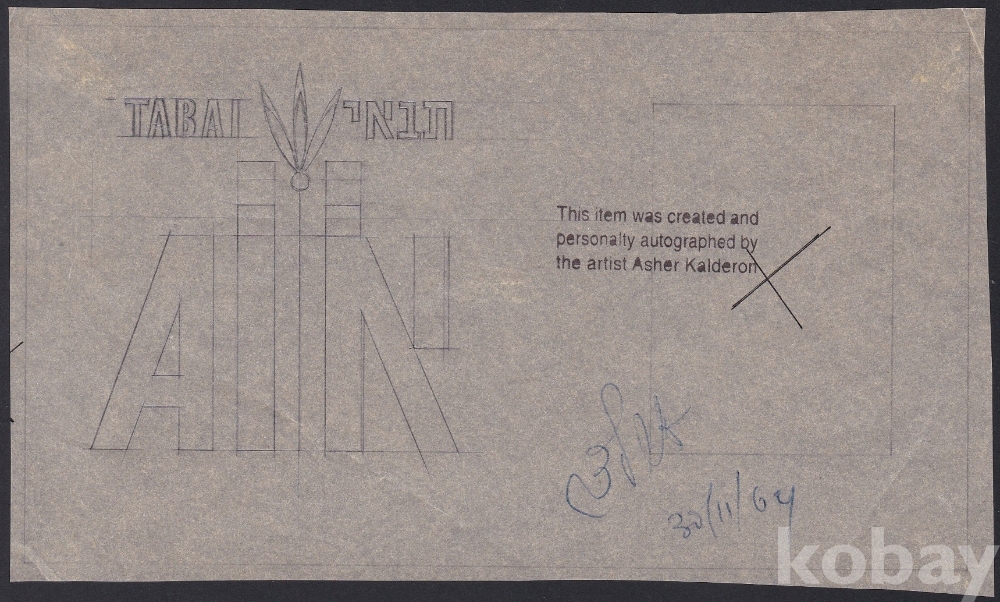 TABAI תבאי
This item was created and
personalty autographed by
the artist Asher Kalderon
30/11/64
kobay